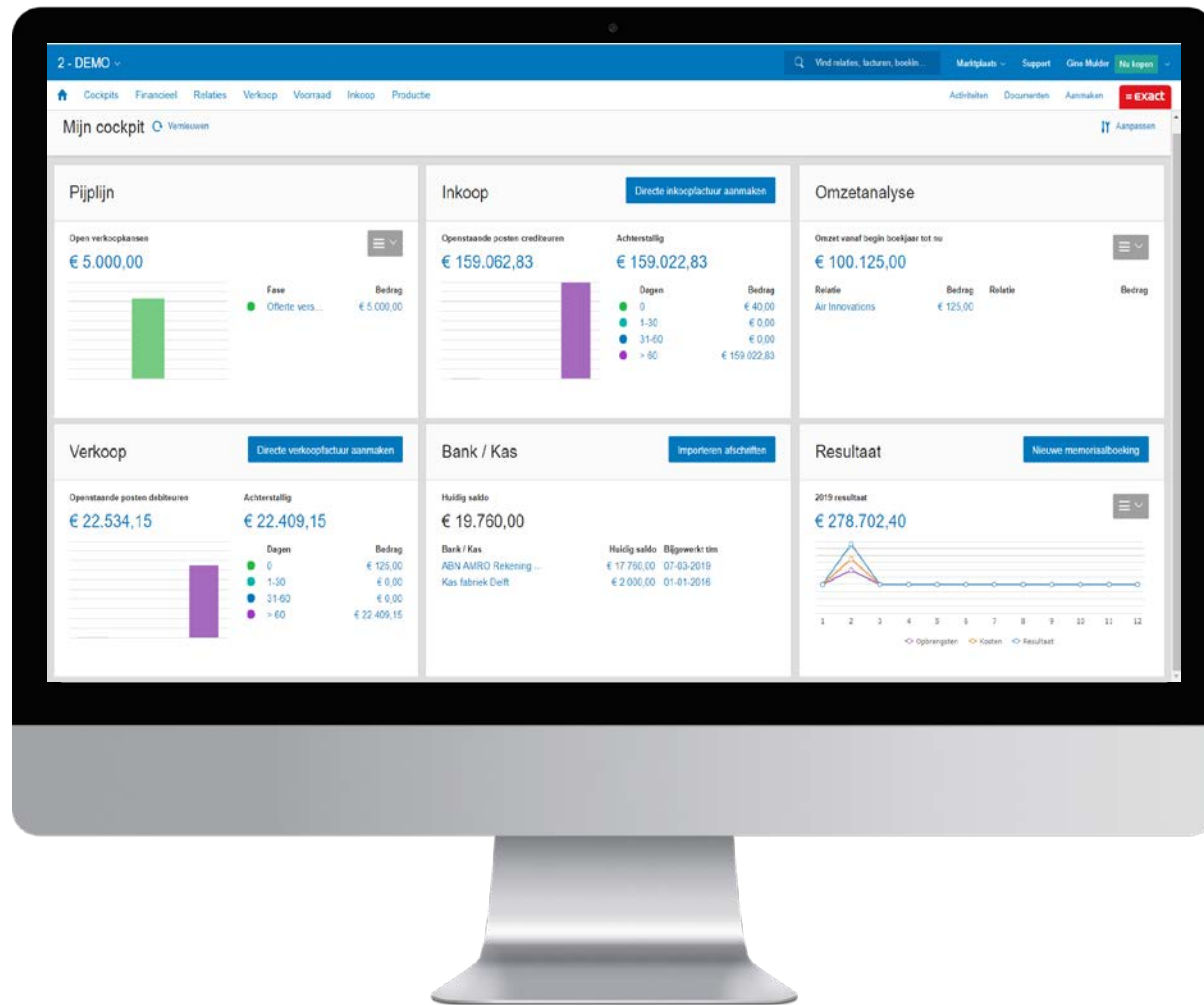 2 - DEMO
Vind relaties, facturen, boekin...
Marktplaats
Support
Gino Mulder
Nu kopen
Cockpits Financieel Relaties Verkoop Voorraad Inkoop Productie
Activiteiten Documenten Aanmaken
=exact
Mijn cockpit Vernieuwen
Aanpassen
Pijplijn
Open verkoopkansen
€ 5.000,00
Fase Bedrag
Offerte vers... € 5.000,00
Inkoop
Directe inkoopfactuur aanmaken
Openstaande posten crediteuren Achterstallig
€ 159.062,83 € 159.022,83
Dagen Bedrag
0 € 40,00
1-30 € 0,00
31-60 € 0,00
> 60 € 159.022,83
Omzetanalyse
Omzet vanaf begin boekjaar tot nu
€ 100.125,00
Relatie Bedrag Relatie Bedrag
Air Innovations € 125,00
Verkoop
Directe verkoopfactuur aanmaken
Openstaande posten debiteuren Achterstallig
€ 22.534,15 € 22.409,15
Dagen Bedrag
0 € 125,00
1-30 € 0,00
31-60 € 0,00
> 60 € 22.409,15
Bank / Kas
Importeren afschriften
Huidig saldo
€ 19.760,00
Bank / Kas Huidig saldo Bijgewerkt t/m
ABN AMRO Rekening ... € 17.760,00 07-03-2019
Kas fabriek Delft € 2.000,00 01-01-2016
Resultaat
Nieuwe memoriaalboeking
2019 resultaat
€ 278.702,40
1 2 3 4 5 6 7 8 9 10 11 12
Opbrengsten Kosten Resultaat